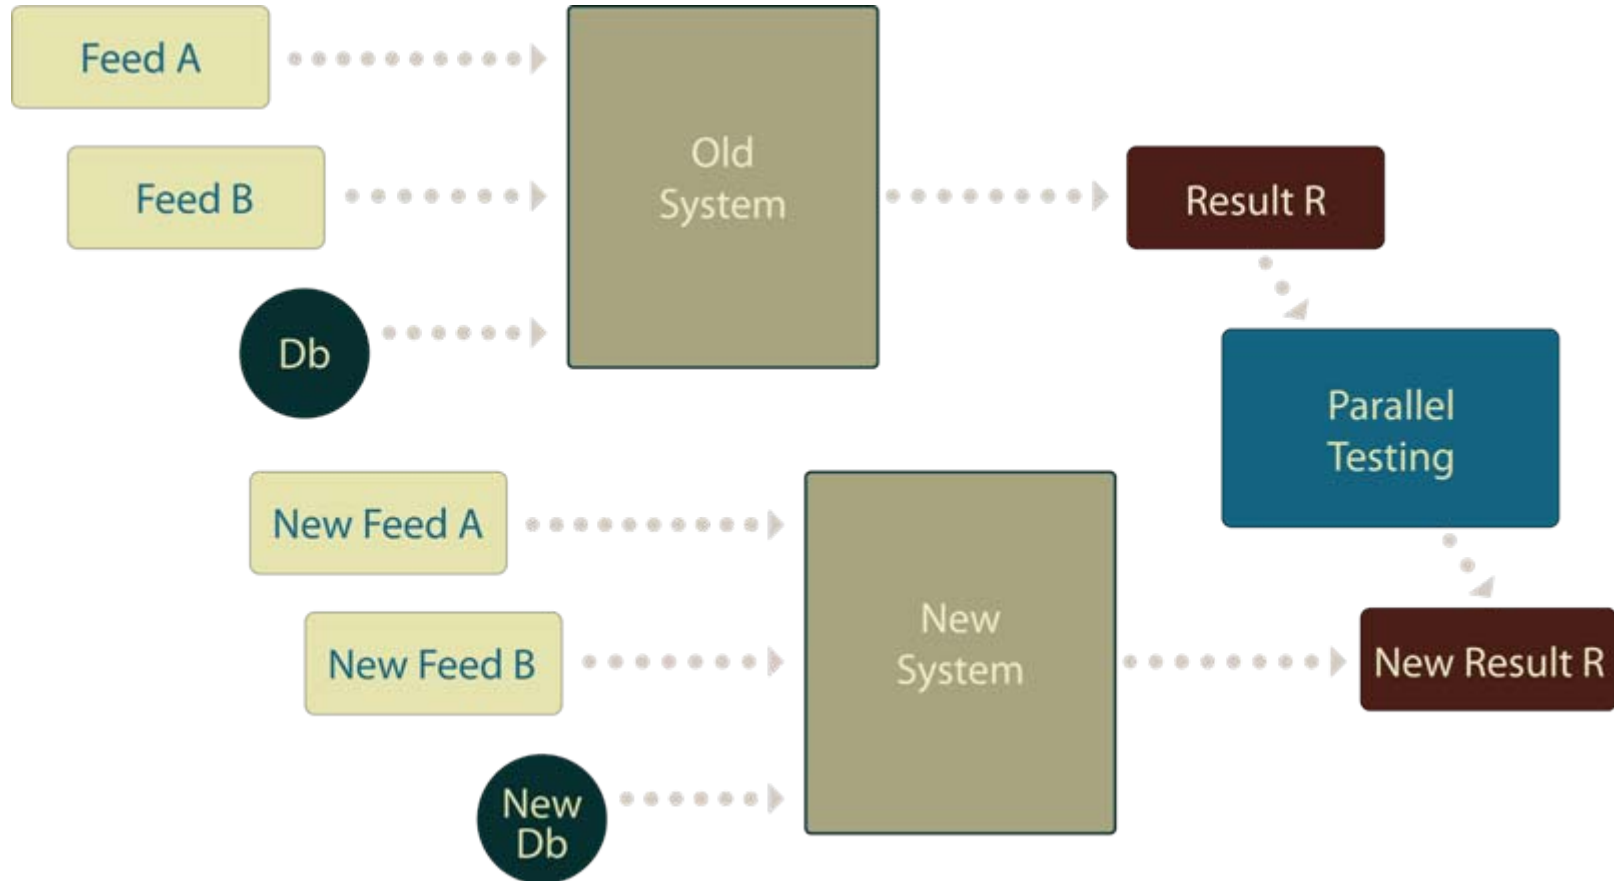 Feed A
Feed B
Db
Old
System
Result R
Parallel
Testing
New Feed A
New Feed B
New
Db
New
System
New Result R